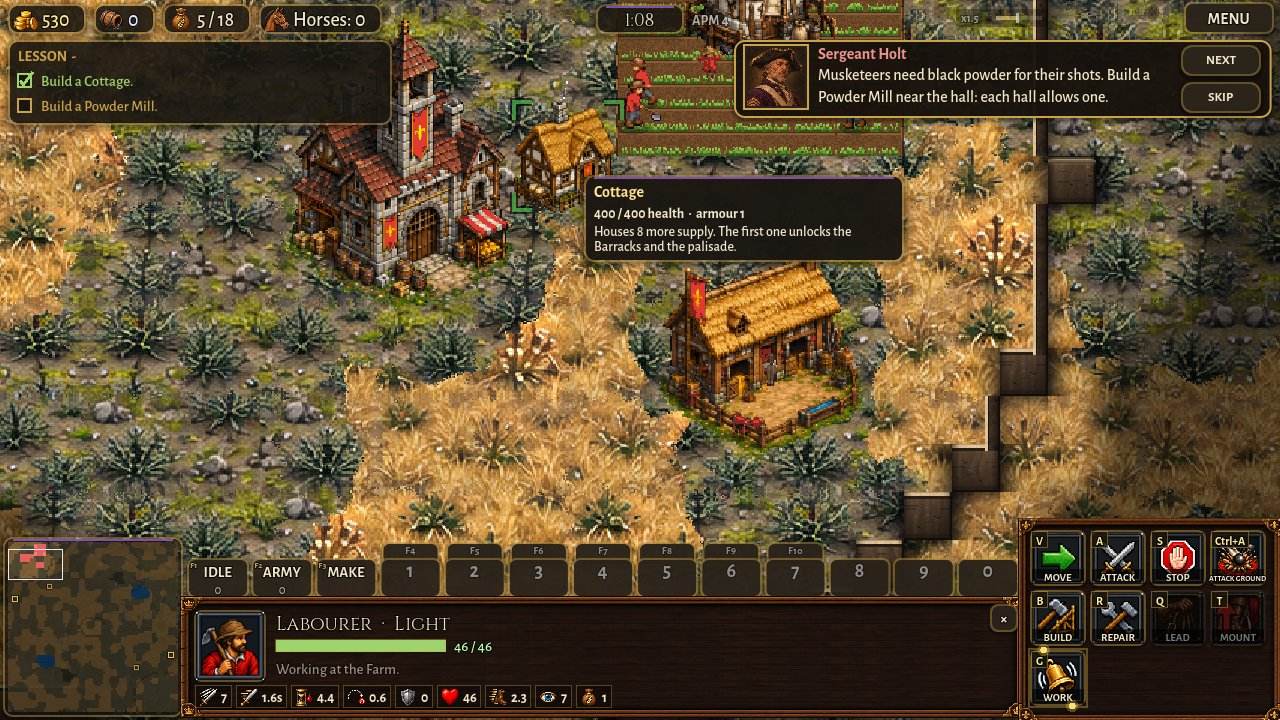 530
0
5 / 18
Horses: 0
1:08
APM 4
x1.5
MENU
LESSON -
Build a Cottage.
Build a Powder Mill.
Sergeant Holt
Musketeers need black powder for their shots. Build a
Powder Mill near the hall: each hall allows one.
NEXT
SKIP
Cottage
400 / 400 health · armour 1
Houses 8 more supply. The first one unlocks the
Barracks and the palisade.
F1 IDLE 0
F2 ARMY 0
F3 MAKE
F4 1
F5 2
F6 3
F7 4
F8 5
F9 6
F10 7
8
9
0
LABOURER · LIGHT
46 / 46
Working at the Farm.
7
1.6s
4.4
0.6
0
46
2.3
7
1
×
V MOVE
A ATTACK
S STOP
Ctrl+A ATTACK GROUND
B BUILD
R REPAIR
Q LEAD
T MOUNT
G WORK